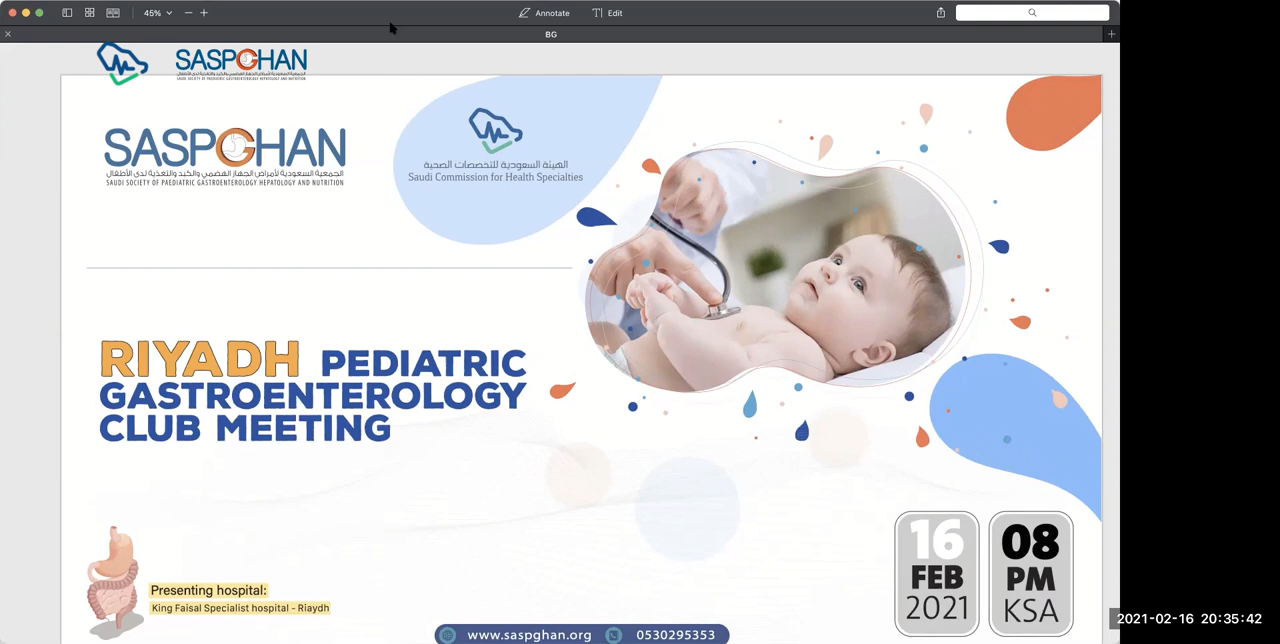 45%
Annotate
Edit
BG
SASPGHAN
SASPGHAN
الجمعية السعودية لأمراض الجهاز الهضمي والكبد والتغذية لدى الأطفال
SAUDI SOCIETY OF PAEDIATRIC GASTROENTEROLOGY HEPATOLOGY AND NUTRITION
الهيئة السعودية للتخصصات الصحية
Saudi Commission for Health Specialties
RIYADH PEDIATRIC
GASTROENTEROLOGY
CLUB MEETING
16
FEB
2021
08
PM
KSA
Presenting hospital:
King Faisal Specialist hospital - Riaydh
www.saspghan.org 0530295353
2021-02-16 20:35:42